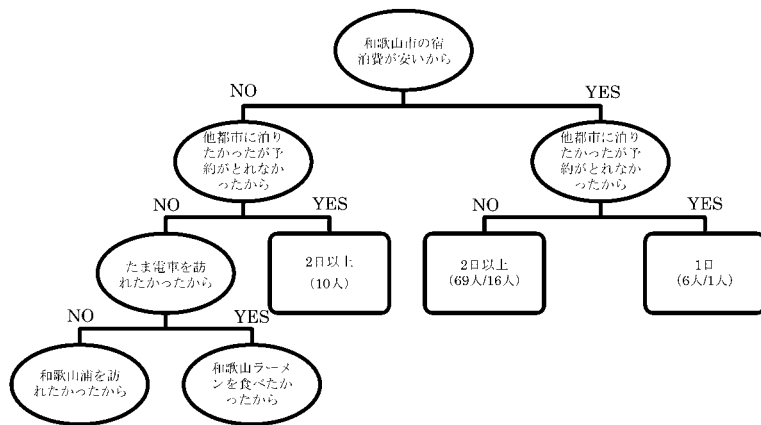 和歌山市の宿
泊費が安いから
NO
YES
他都市に泊り
たかったが予
約がとれなか
ったから
他都市に泊り
たかったが予
約がとれなか
ったから
NO
YES
NO
YES
たま電車を訪
れたかったから
2日以上
(10人)
2日以上
(69人/16人)
1日
(6人/1人)
NO
YES
和歌山浦を訪
れたかったから
和歌山ラーメ
ンを食べたか
ったから